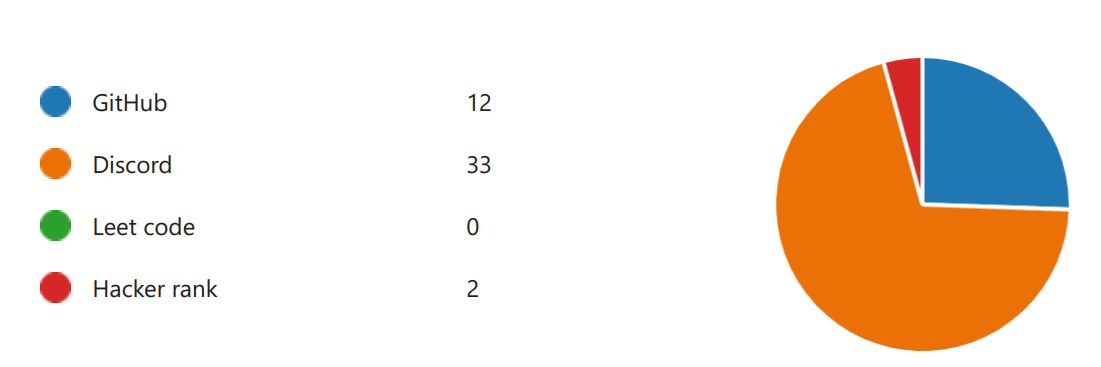 GitHub 12
Discord 33
Leet code 0
Hacker rank 2